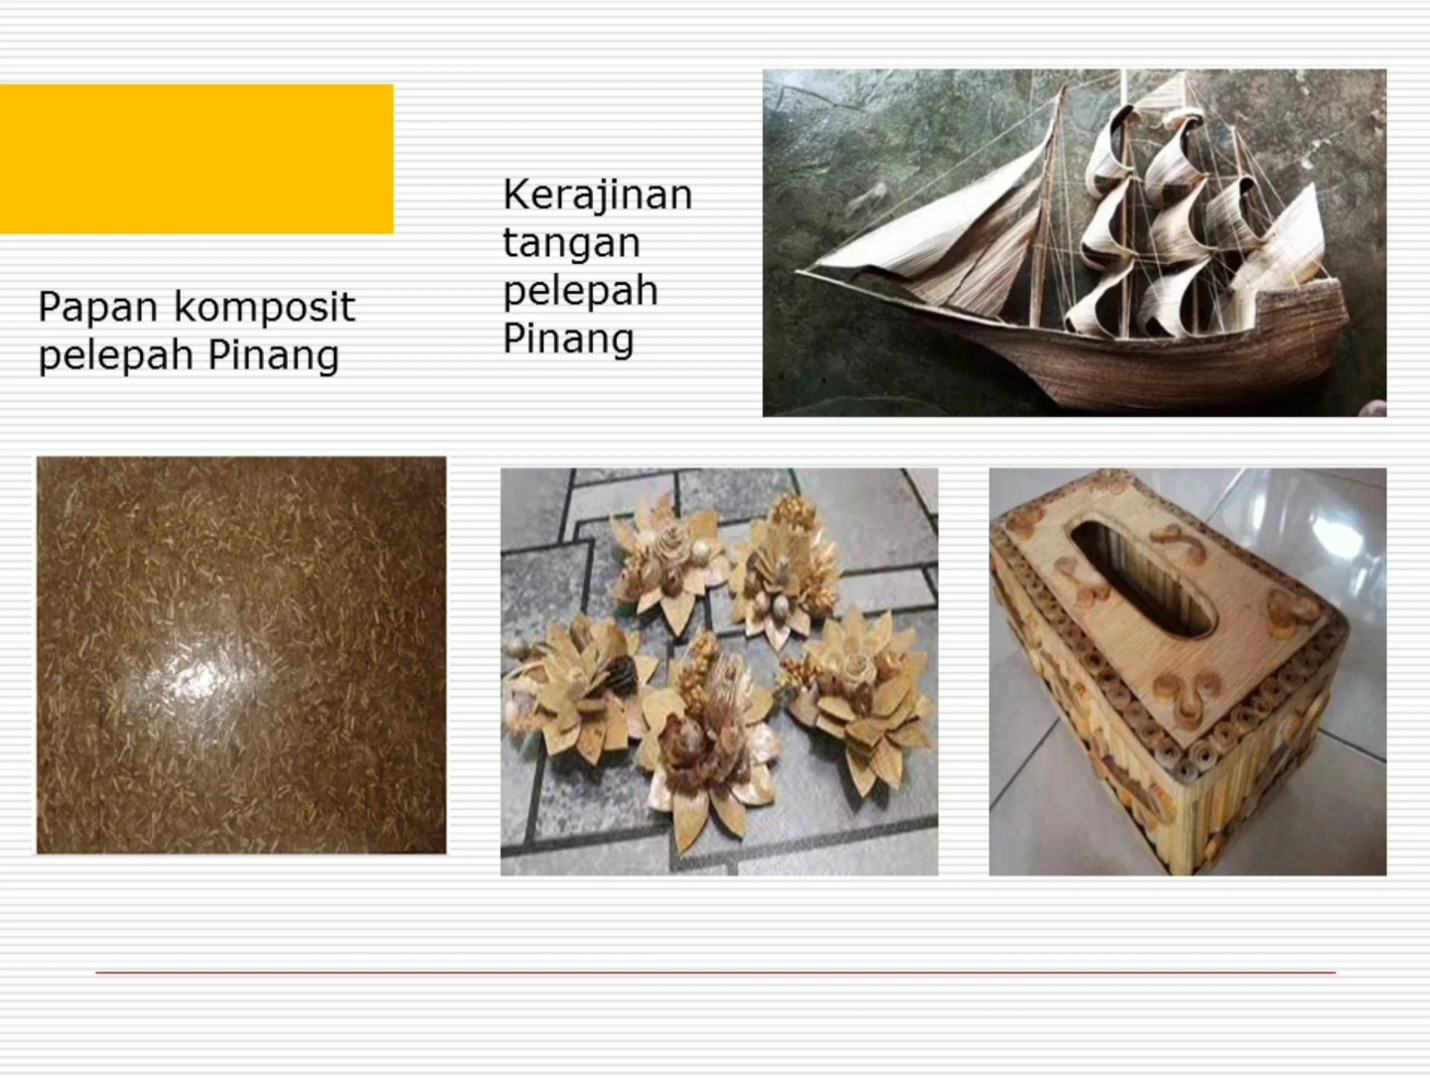 Papan komposit
pelepah Pinang
Kerajinan
tangan
pelepah
Pinang